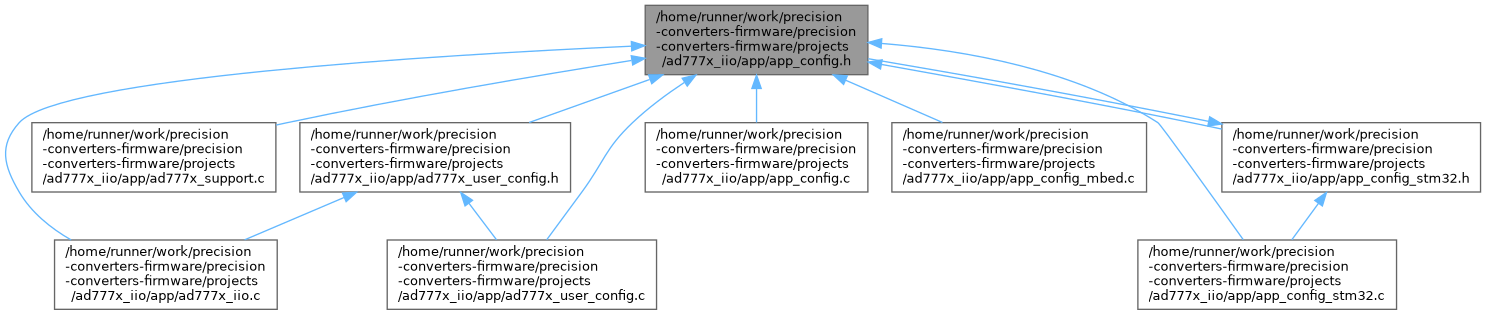 /home/runner/work/precision
-converters-firmware/precision
-converters-firmware/projects
/ad777x_iio/app/app_config.h
/home/runner/work/precision
-converters-firmware/precision
-converters-firmware/projects
/ad777x_iio/app/ad777x_support.c
/home/runner/work/precision
-converters-firmware/precision
-converters-firmware/projects
/ad777x_iio/app/ad777x_user_config.h
/home/runner/work/precision
-converters-firmware/precision
-converters-firmware/projects
/ad777x_iio/app/app_config.c
/home/runner/work/precision
-converters-firmware/precision
-converters-firmware/projects
/ad777x_iio/app/app_config_mbed.c
/home/runner/work/precision
-converters-firmware/precision
-converters-firmware/projects
/ad777x_iio/app/app_config_stm32.h
/home/runner/work/precision
-converters-firmware/precision
-converters-firmware/projects
/ad777x_iio/app/ad777x_iio.c
/home/runner/work/precision
-converters-firmware/precision
-converters-firmware/projects
/ad777x_iio/app/ad777x_user_config.c
/home/runner/work/precision
-converters-firmware/precision
-converters-firmware/projects
/ad777x_iio/app/app_config_stm32.c